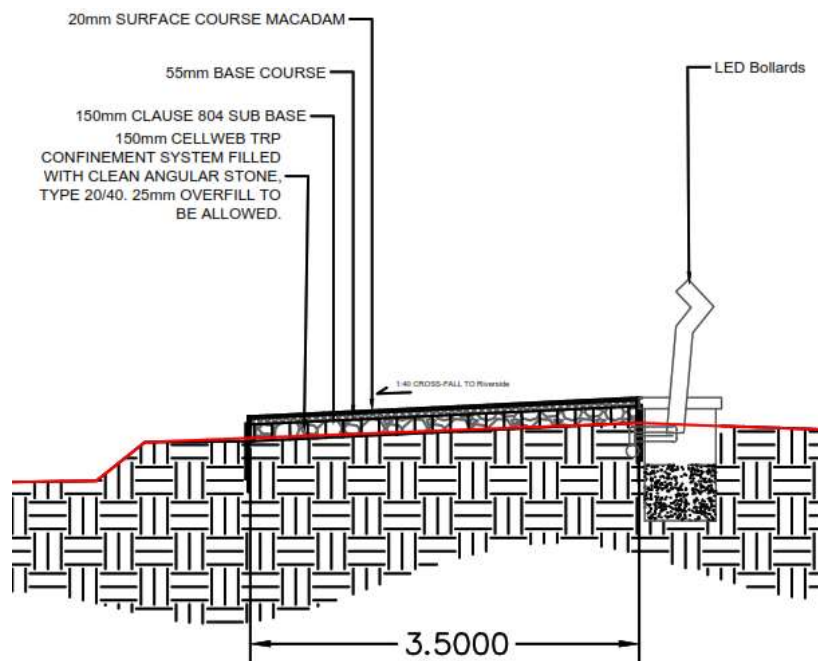 20mm SURFACE COURSE MACADAM
55mm BASE COURSE
150mm CLAUSE 804 SUB BASE
150mm CELLWEB TRP
CONFINEMENT SYSTEM FILLED
WITH CLEAN ANGULAR STONE,
TYPE 20/40. 25mm OVERFILL TO
BE ALLOWED.
LED Bollards
1:40 CROSS-FALL TO Riverside
3.5000